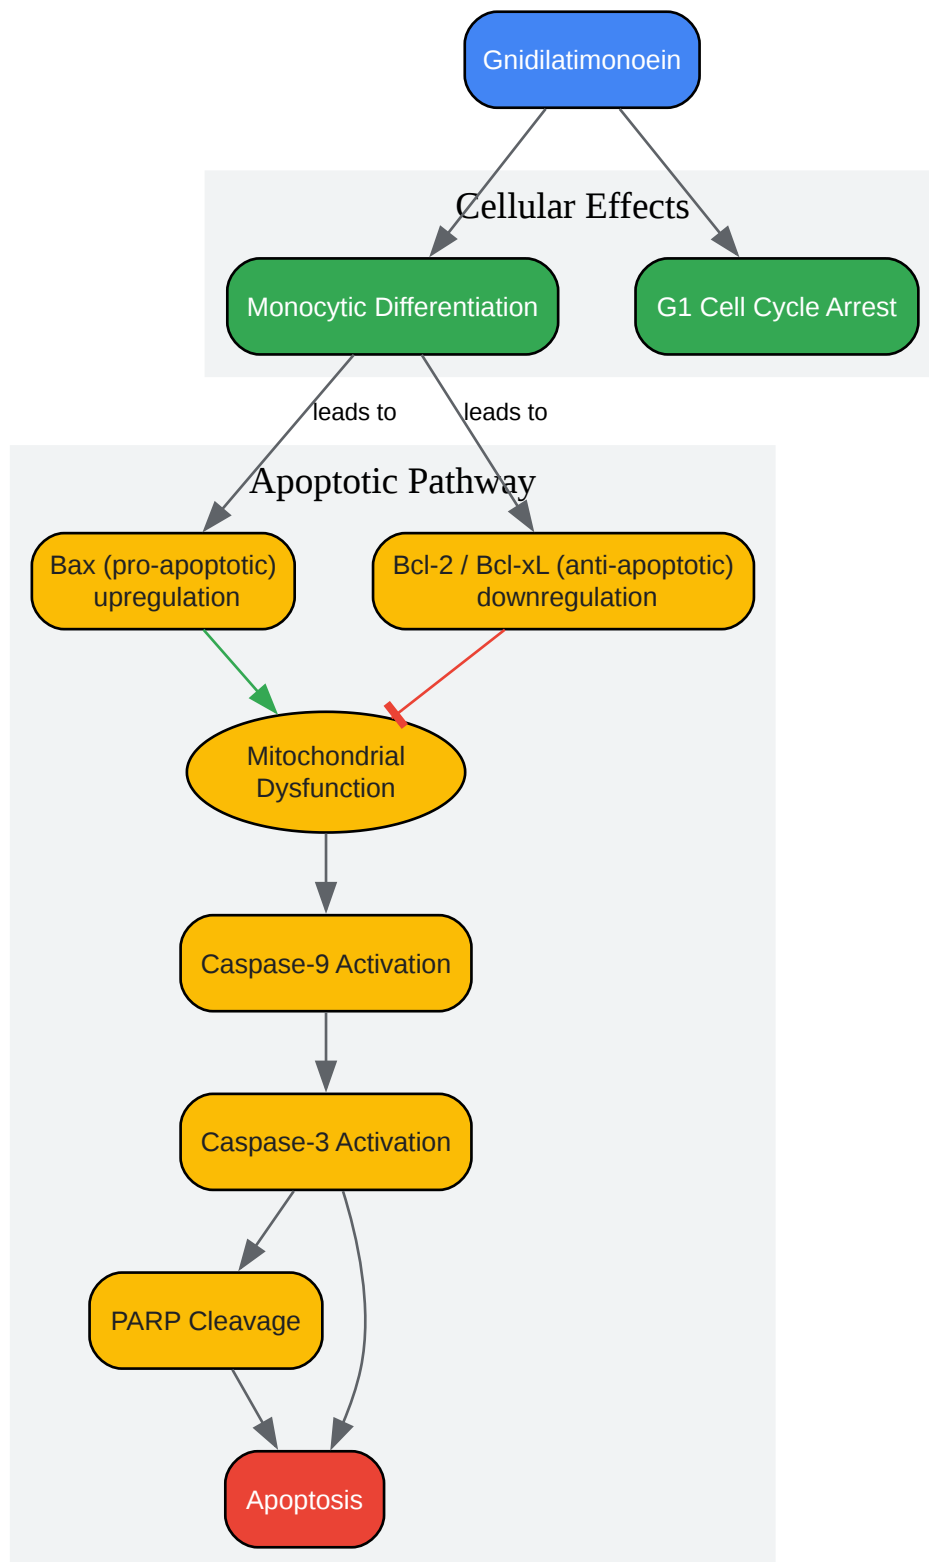 Gnidilatimonoein
Cellular Effects
Monocytic Differentiation
G1 Cell Cycle Arrest
leads to
leads to
Apoptotic Pathway
Bax (pro-apoptotic)
upregulation
Bcl-2 / Bcl-xL (anti-apoptotic)
downregulation
Mitochondrial
Dysfunction
Caspase-9 Activation
Caspase-3 Activation
PARP Cleavage
Apoptosis